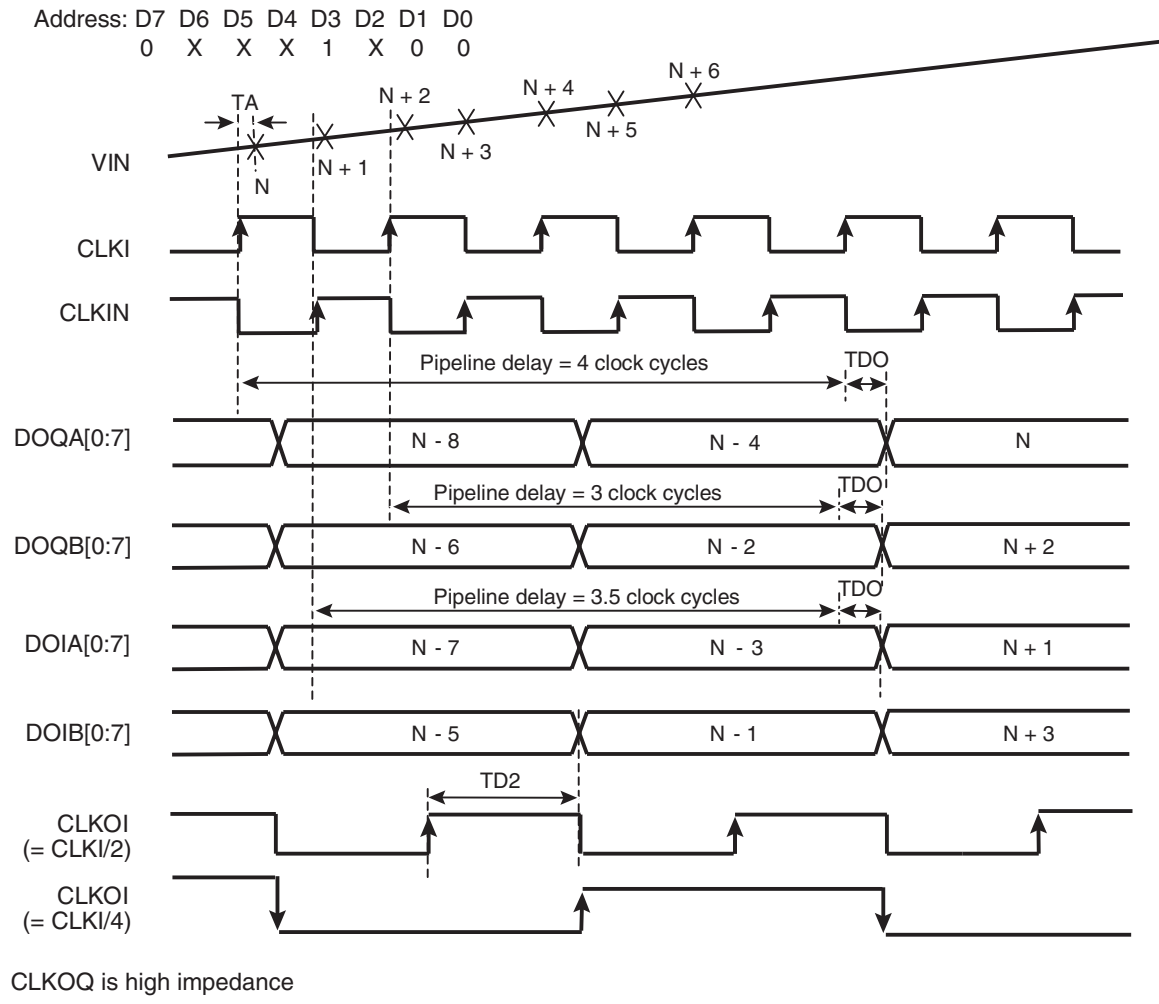 Address: D7 D6 D5 D4 D3 D2 D1 D0
0 X X X 1 X 0 0
N + 6
N + 4
N + 2
TA
N + 5
N + 3
N + 1
VIN
N
CLKI
CLKIN
Pipeline delay = 4 clock cycles
TDO
DOQA[0:7]
N - 8
N - 4
N
Pipeline delay = 3 clock cycles
TDO
DOQB[0:7]
N - 6
N - 2
N + 2
Pipeline delay = 3.5 clock cycles
TDO
DOIA[0:7]
N - 7
N - 3
N + 1
DOIB[0:7]
N - 5
N - 1
N + 3
TD2
CLKOI
(= CLKI/2)
CLKOI
(= CLKI/4)
CLKOQ is high impedance